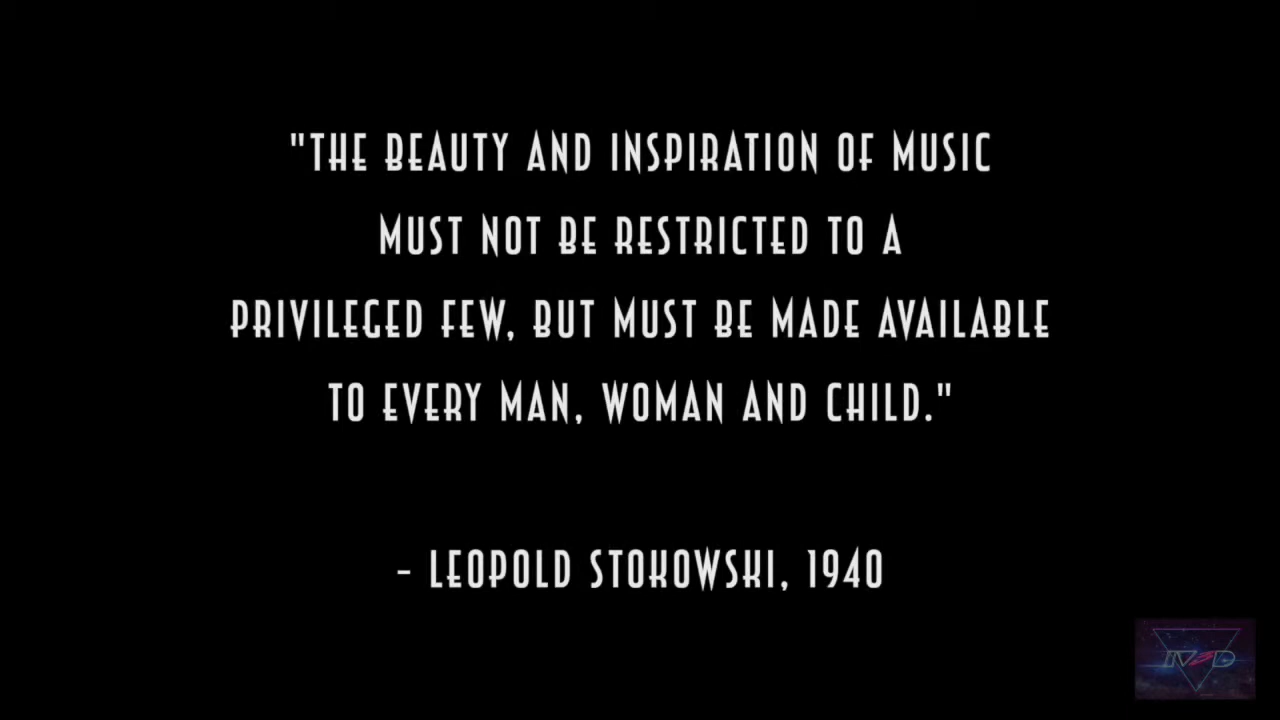 "THE BEAUTY AND INSPIRATION OF MUSIC
MUST NOT BE RESTRICTED TO A
PRIVILEGED FEW, BUT MUST BE MADE AVAILABLE
TO EVERY MAN, WOMAN AND CHILD."
- LEOPOLD STOKOWSKI, 1940